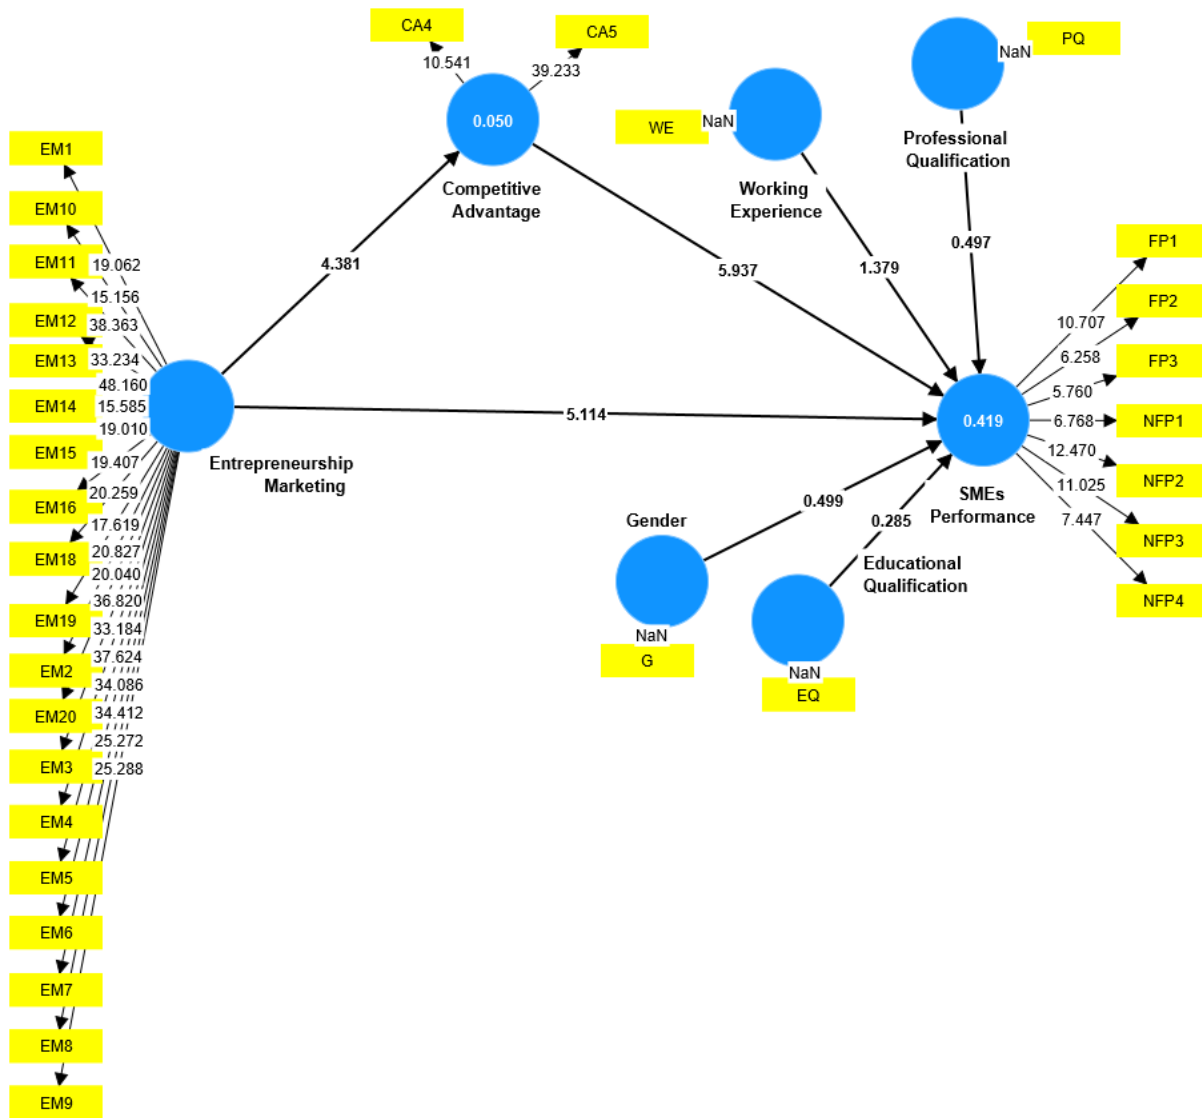 CA4
CA5
10.541
39.233
0.050
Competitive
Advantage
PQ
NaN
Professional
Qualification
WE
NaN
Working
Experience
EM1
EM10
EM11
EM12
EM13
EM14
EM15
EM16
EM18
EM19
EM2
EM20
EM3
EM4
EM5
EM6
EM7
EM8
EM9
19.062
15.156
38.363
33.234
48.160
15.585
19.010
19.407
20.259
17.619
20.827
20.040
36.820
33.184
37.624
34.086
34.412
25.272
25.288
Entrepreneurship
Marketing
4.381
5.937
1.379
0.497
5.114
0.499
0.285
0.419
SMEs
Performance
FP1
FP2
FP3
NFP1
NFP2
NFP3
NFP4
10.707
6.258
5.760
6.768
12.470
11.025
7.447
Gender
NaN
G
Educational
Qualification
NaN
EQ